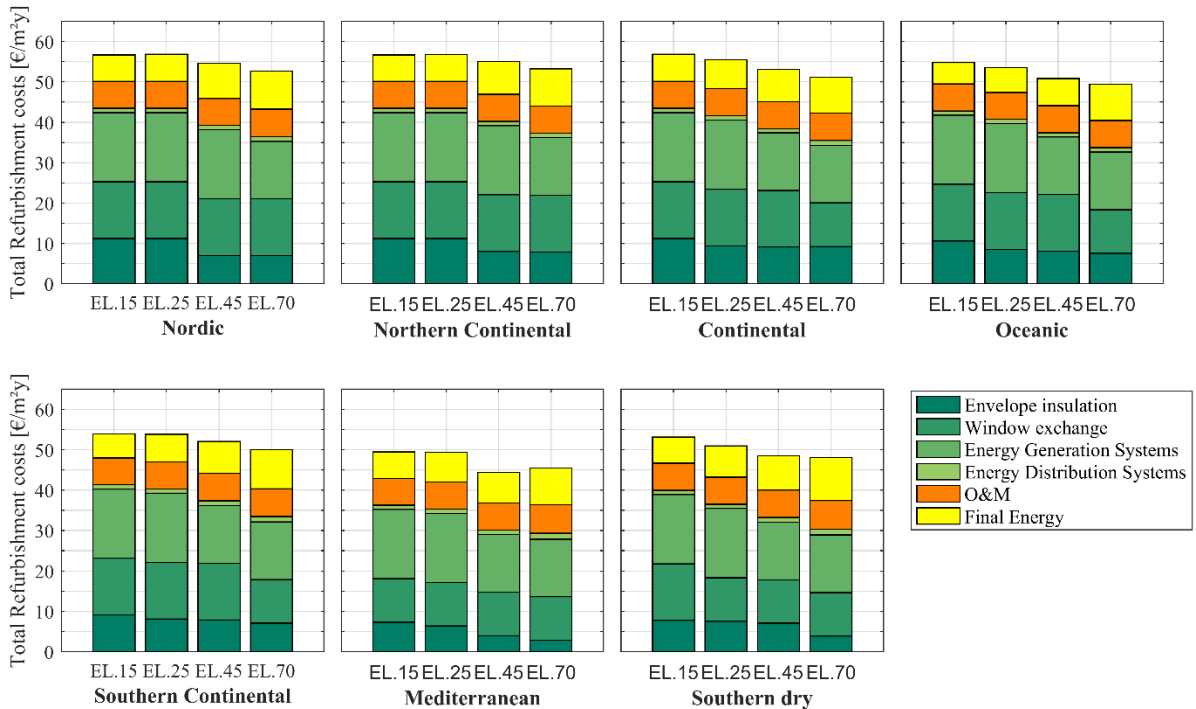 Total Refurbishment costs [€/m²y]
60
50
40
30
20
10
0
EL.15 EL.25 EL.45 EL.70
Nordic
EL.15 EL.25 EL.45 EL.70
Northern Continental
EL.15 EL.25 EL.45 EL.70
Continental
EL.15 EL.25 EL.45 EL.70
Oceanic
Total Refurbishment costs [€/m²y]
60
50
40
30
20
10
0
EL.15 EL.25 EL.45 EL.70
Southern Continental
EL.15 EL.25 EL.45 EL.70
Mediterranean
EL.15 EL.25 EL.45 EL.70
Southern dry
Envelope insulation
Window exchange
Energy Generation Systems
Energy Distribution Systems
O&M
Final Energy